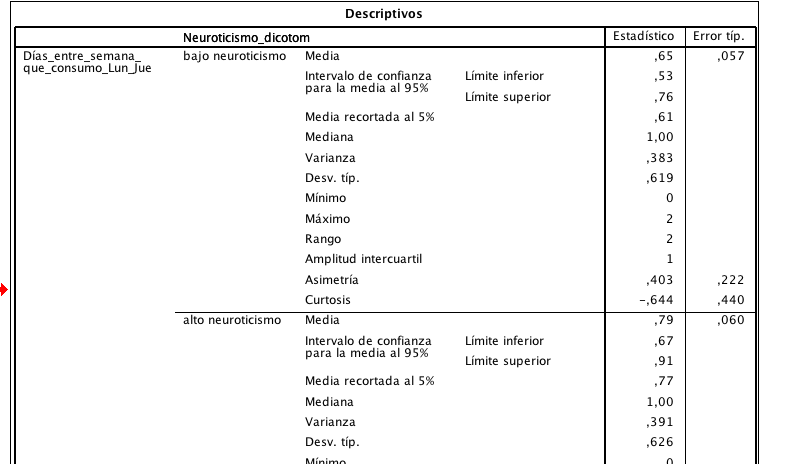 Descriptivos
Neuroticismo_dicotom Estadístico Error típ.
Días_entre_semana_ bajo neuroticismo Media ,65 ,057
que_consumo_Lun_Jue
Intervalo de confianza Límite inferior ,53
para la media al 95%
Límite superior ,76
Media recortada al 5% ,61
Mediana 1,00
Varianza ,383
Desv. típ. ,619
Mínimo 0
Máximo 2
Rango 2
Amplitud intercuartil 1
Asimetría ,403 ,222
Curtosis -,644 ,440
alto neuroticismo Media ,79 ,060
Intervalo de confianza Límite inferior ,67
para la media al 95%
Límite superior ,91
Media recortada al 5% ,77
Mediana 1,00
Varianza ,391
Desv. típ. ,626
Mínimo 0